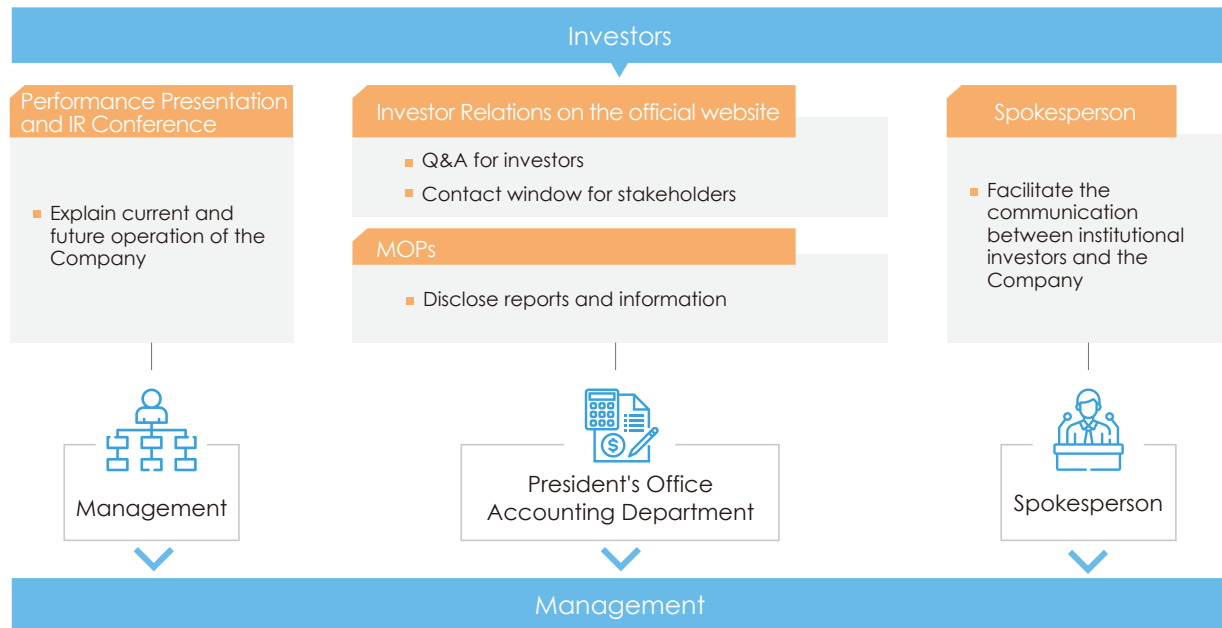 Investors
Performance Presentation
and IR Conference
Explain current and
future operation of the
Company
Investor Relations on the official website
Q&A for investors
Contact window for stakeholders
MOPs
Disclose reports and information
Spokesperson
Facilitate the
communication
between institutional
investors and the
Company
Management
$
President's Office
Accounting Department
Spokesperson
Management